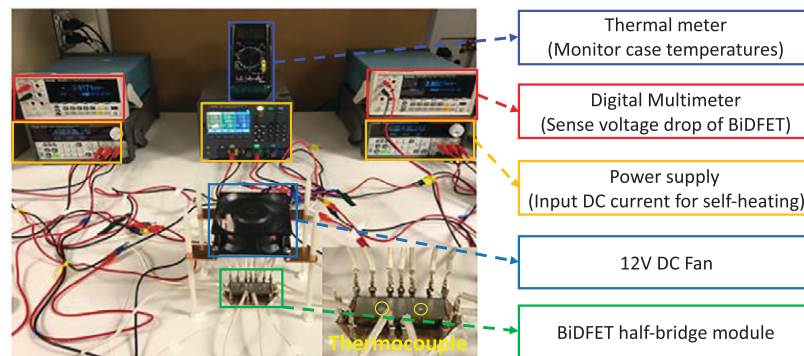 Thermal meter
(Monitor case temperatures)
Digital Multimeter
(Sense voltage drop of BiDFET)
Power supply
(Input DC current for self-heating)
12V DC Fan
BiDFET half-bridge module
Thermocouple